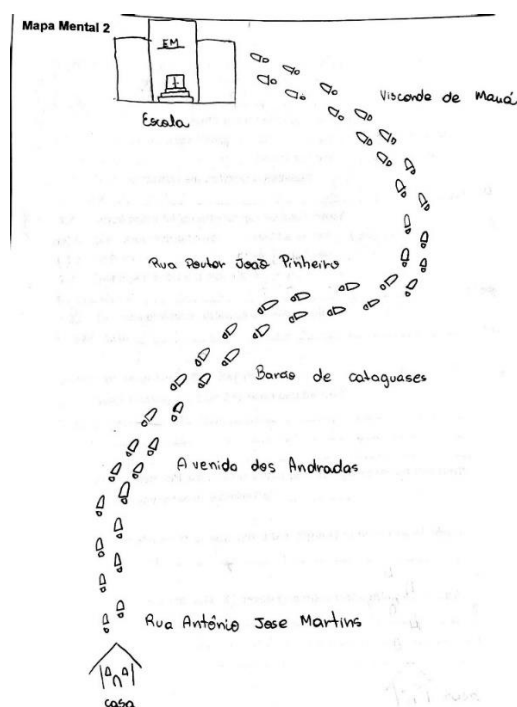 Mapa Mental 2
EM
Escola
Visconde de Mauá
Rua Doutor João Pinheiro
Barão de cataguases
Avenida dos Andradas
Rua Antônio Jose Martins
casa